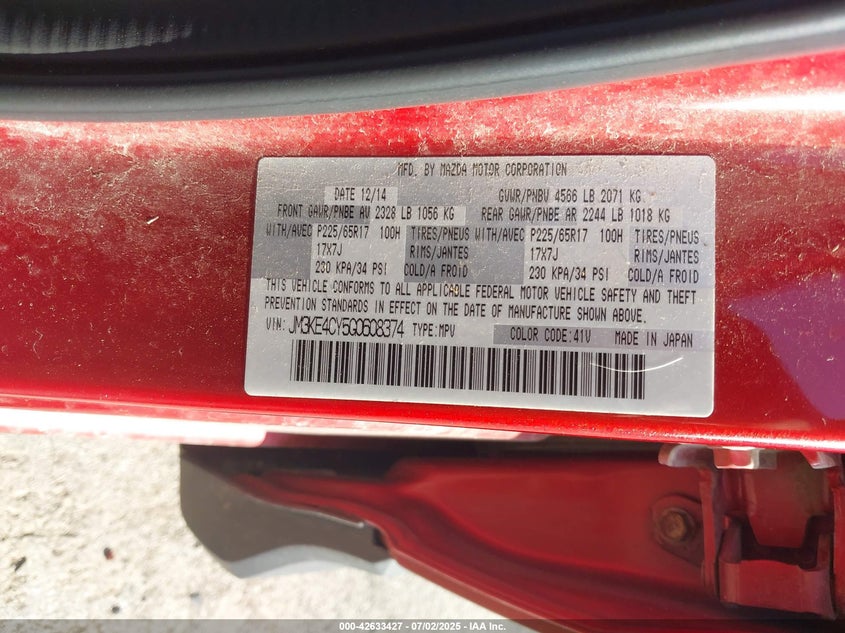 MFD. BY MAZDA MOTOR CORPORATION
DATE 12/14 GVWR/PNBV 4566 LB 2071 KG
FRONT GAWR/PNBE AV 2328 LB 1056 KG REAR GAWR/PNBE AR 2244 LB 1018 KG
WITH/AVEC P225/65R17 100H TIRES/PNEUS WITH/AVEC P225/65R17 100H TIRES/PNEUS
17X7J RIMS/JANTES 17X7J RIMS/JANTES
230 KPA/34 PSI COLD/A FROID 230 KPA/34 PSI COLD/A FROID
THIS VEHICLE CONFORMS TO ALL APPLICABLE FEDERAL MOTOR VEHICLE SAFETY AND THEFT
PREVENTION STANDARDS IN EFFECT ON THE DATE OF MANUFACTURE SHOWN ABOVE.
VIN: JM3KE4CY5G0608374 TYPE:MPV COLOR CODE:41V MADE IN JAPAN
000-42633427 - 07/02/2025 - IAA Inc.